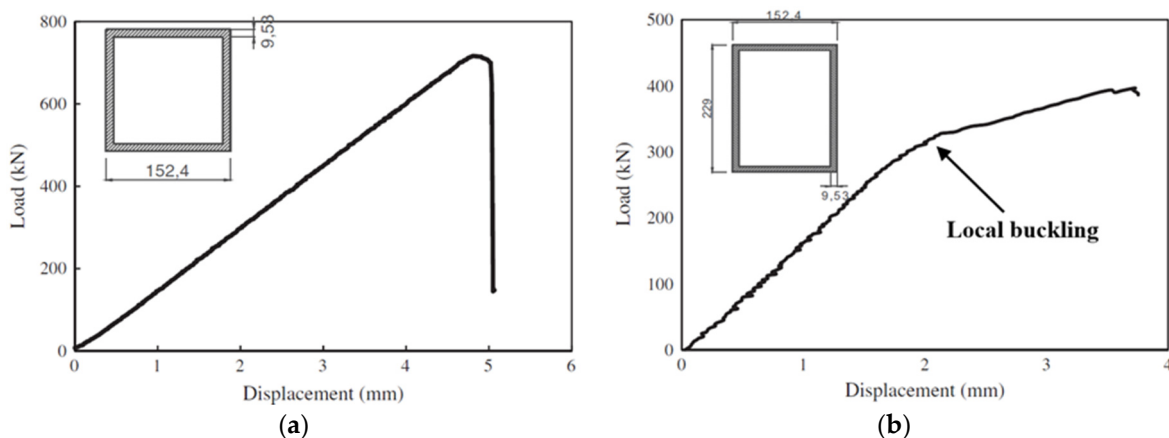 800
600
400
200
0
0 1 2 3 4 5 6
Load (kN)
Displacement (mm)
9,53
152,4
(a)
500
400
300
200
100
0
0 1 2 3 4
Load (kN)
Displacement (mm)
152.4
229
9,53
Local buckling
(b)